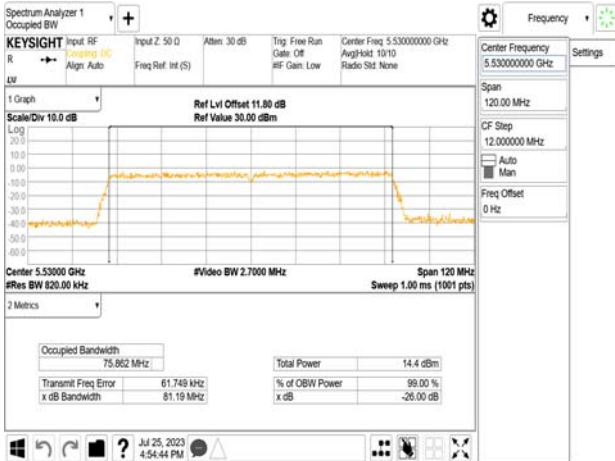 Spectrum Analyzer 1
Occupied BW
+
Frequency
KEYSIGHT
R
Input: RF
Coupling: DC
Align: Auto
Input Z: 50 Ω
Freq Ref: Int (S)
Atten: 30 dB
Trig: Free Run
Gate: Off
#IF Gain: Low
Center Freq: 5.530000000 GHz
Avg|Hold: 10/10
Radio Std: None
Center Frequency
5.530000000 GHz
Settings
Span
120.00 MHz
CF Step
12.000000 MHz
Auto
Man
Freq Offset
0 Hz
1 Graph
Scale/Div 10.0 dB
Ref Lvl Offset 11.80 dB
Ref Value 30.00 dBm
Log
20.0
10.0
0.00
-10.0
-20.0
-30.0
-40.0
-50.0
-60.0
Center 5.53000 GHz
#Video BW 2.7000 MHz
Span 120 MHz
#Res BW 820.00 kHz
Sweep 1.00 ms (1001 pts)
2 Metrics
Occupied Bandwidth
75.862 MHz
Total Power 14.4 dBm
Transmit Freq Error 61.749 kHz
% of OBW Power 99.00 %
x dB Bandwidth 81.19 MHz
x dB -26.00 dB
?
Jul 25, 2023
4:54:44 PM